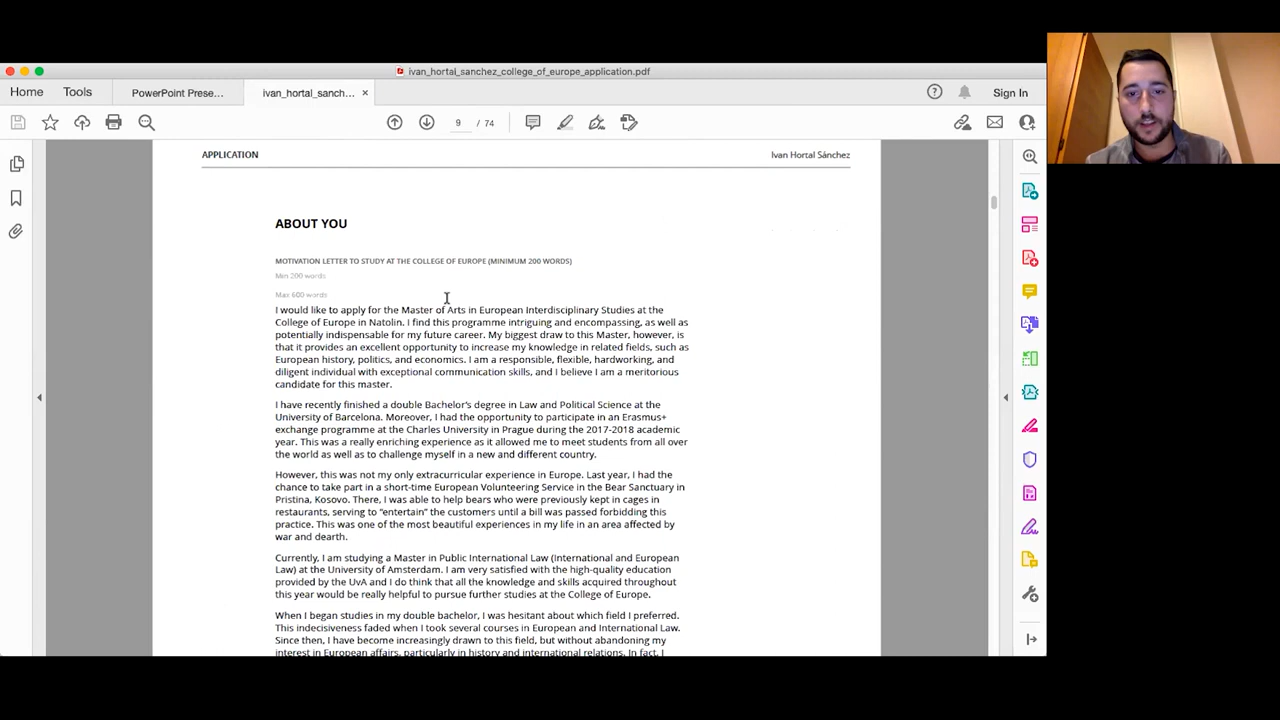 ivan_hortal_sanchez_college_of_europe_application.pdf
Home
Tools
PowerPoint Prese...
ivan_hortal_sanch...
×
Sign In
9 / 74
APPLICATION
Ivan Hortal Sánchez
ABOUT YOU
MOTIVATION LETTER TO STUDY AT THE COLLEGE OF EUROPE (MINIMUM 200 WORDS)
Min 200 words
Max 600 words
I would like to apply for the Master of Arts in European Interdisciplinary Studies at the
College of Europe in Natolin. I find this programme intriguing and encompassing, as well as
potentially indispensable for my future career. My biggest draw to this Master, however, is
that it provides an excellent opportunity to increase my knowledge in related fields, such as
European history, politics, and economics. I am a responsible, flexible, hardworking, and
diligent individual with exceptional communication skills, and I believe I am a meritorious
candidate for this master.
I have recently finished a double Bachelor's degree in Law and Political Science at the
University of Barcelona. Moreover, I had the opportunity to participate in an Erasmus+
exchange programme at the Charles University in Prague during the 2017-2018 academic
year. This was a really enriching experience as it allowed me to meet students from all over
the world as well as to challenge myself in a new and different country.
However, this was not my only extracurricular experience in Europe. Last year, I had the
chance to take part in a short-time European Volunteering Service in the Bear Sanctuary in
Pristina, Kosovo. There, I was able to help bears who were previously kept in cages in
restaurants, serving to “entertain” the customers until a bill was passed forbidding this
practice. This was one of the most beautiful experiences in my life in an area affected by
war and dearth.
Currently, I am studying a Master in Public International Law (International and European
Law) at the University of Amsterdam. I am very satisfied with the high-quality education
provided by the UvA and I do think that all the knowledge and skills acquired throughout
this year would be really helpful to pursue further studies at the College of Europe.
When I began studies in my double bachelor, I was hesitant about which field I preferred.
This indecisiveness faded when I took several courses in European and International Law.
Since then, I have become increasingly drawn to this field, but without abandoning my
interest in European affairs, particularly in history and international relations. In fact, I